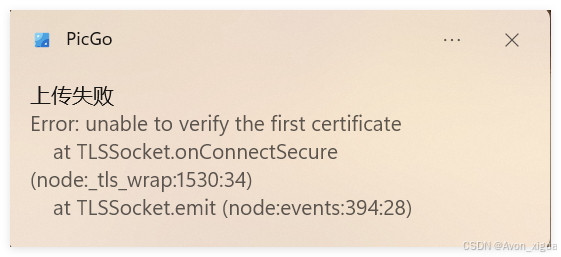 PicGo
上传失败
Error: unable to verify the first certificate
at TLSSocket.onConnectSecure
(node:_tls_wrap:1530:34)
at TLSSocket.emit (node:events:394:28)
CSDN @Avon_xigua